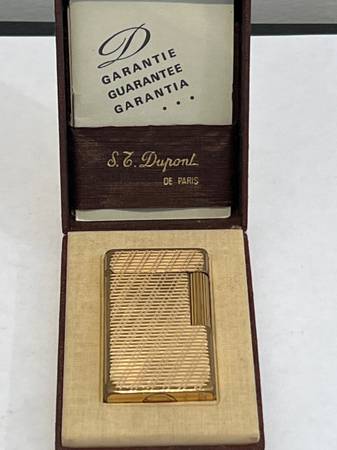 D
GARANTIE
GUARANTEE
GARANTIA
...
S.T. Dupont
DE PARIS